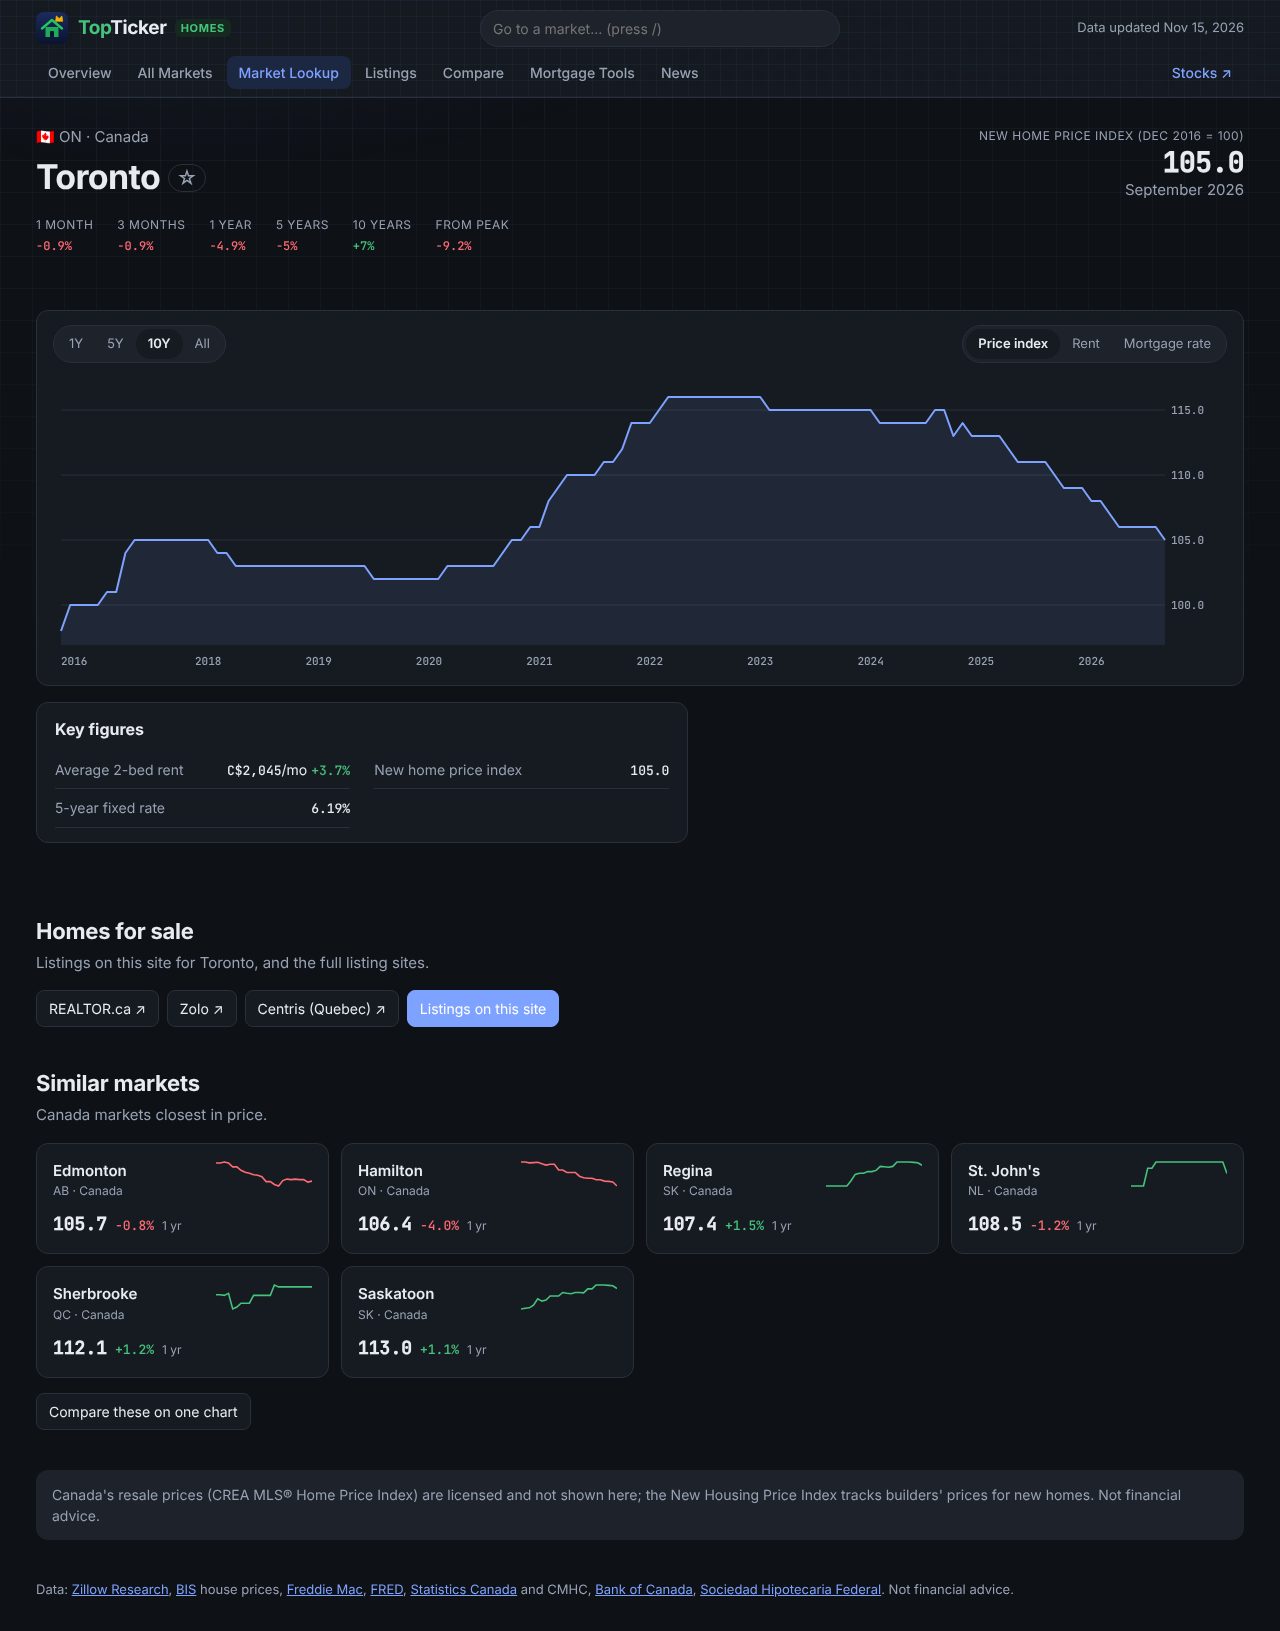 TopTicker HOMES
Go to a market... (press /)
Data updated Nov 15, 2026
Overview All Markets Market Lookup Listings Compare Mortgage Tools News Stocks ↗
ON · Canada
Toronto ☆
NEW HOME PRICE INDEX (DEC 2016 = 100)
105.0
September 2026
1 MONTH 3 MONTHS 1 YEAR 5 YEARS 10 YEARS FROM PEAK
-0.9% -0.9% -4.9% -5% +7% -9.2%
1Y 5Y 10Y All Price index Rent Mortgage rate
115.0
110.0
105.0
100.0
2016 2018 2019 2020 2021 2022 2023 2024 2025 2026
Key figures
Average 2-bed rent C$2,045/mo +3.7% New home price index 105.0
5-year fixed rate 6.19%
Homes for sale
Listings on this site for Toronto, and the full listing sites.
REALTOR.ca ↗ Zolo ↗ Centris (Quebec) ↗ Listings on this site
Similar markets
Canada markets closest in price.
Edmonton
AB · Canada
105.7 -0.8% 1 yr
Hamilton
ON · Canada
106.4 -4.0% 1 yr
Regina
SK · Canada
107.4 +1.5% 1 yr
St. John's
NL · Canada
108.5 -1.2% 1 yr
Sherbrooke
QC · Canada
112.1 +1.2% 1 yr
Saskatoon
SK · Canada
113.0 +1.1% 1 yr
Compare these on one chart
Canada's resale prices (CREA MLS® Home Price Index) are licensed and not shown here; the New Housing Price Index tracks builders' prices for new homes. Not financial
advice.
Data: Zillow Research, BIS house prices, Freddie Mac, FRED, Statistics Canada and CMHC, Bank of Canada, Sociedad Hipotecaria Federal. Not financial advice.